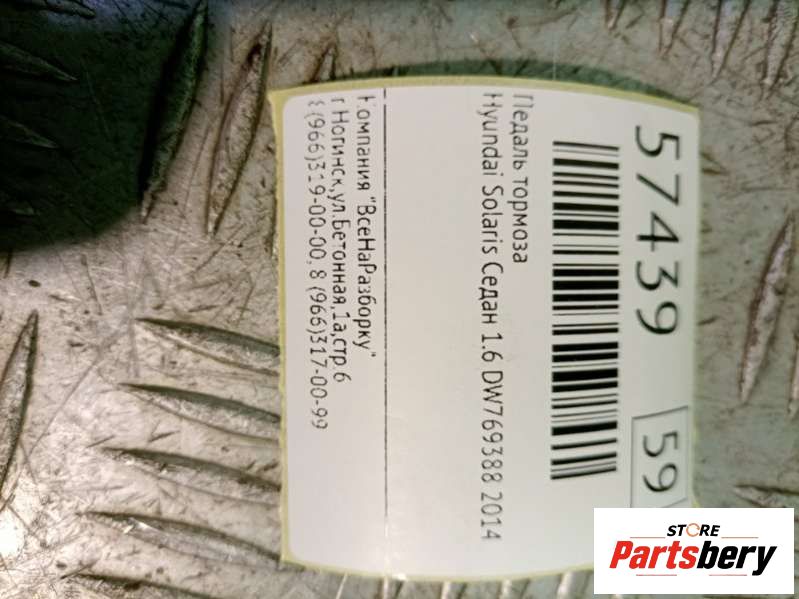 57439
59
Педаль тормоза
Hyundai Solaris Седан 1.6 DW769388 2014
Компания "ВсеНаРазборку"
г Ногинск,ул.Бетонная,1а,стр.6
8 (966)319-00-00, 8 (966)317-00-99
STORE
Partsbery